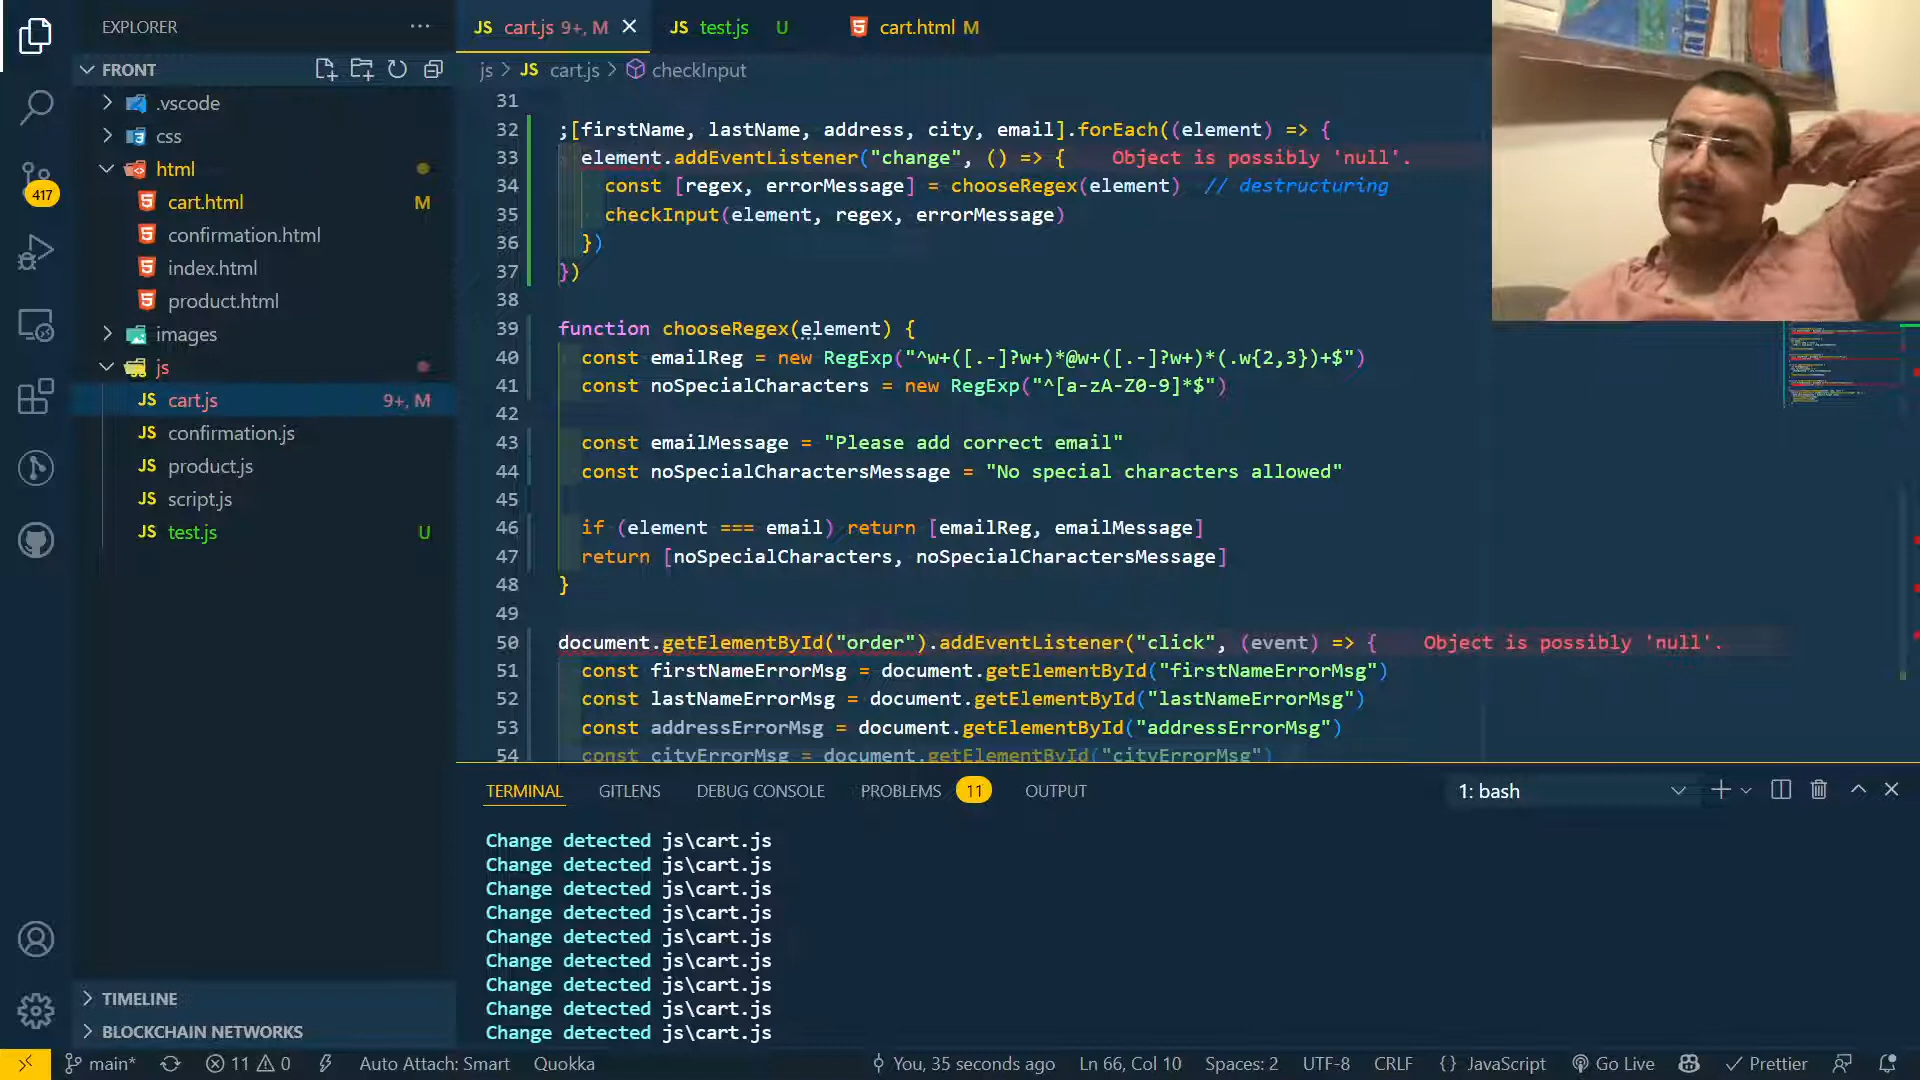 EXPLORER
FRONT
.vscode
css
html
cart.html M
confirmation.html
index.html
product.html
images
js
JS cart.js 9+, M
JS confirmation.js
JS product.js
JS script.js
JS test.js U
TIMELINE
BLOCKCHAIN NETWORKS
417
JS cart.js 9+, M
JS test.js U
cart.html M
js > JS cart.js > checkInput
31
32 ;[firstName, lastName, address, city, email].forEach((element) => {
33 element.addEventListener("change", () => { Object is possibly 'null'.
34 const [regex, errorMessage] = chooseRegex(element) // destructuring
35 checkInput(element, regex, errorMessage)
36 })
37 })
38
39 function chooseRegex(element) {
40 const emailReg = new RegExp("^w+([.-]?w+)*@w+([.-]?w+)*(.w{2,3})+$")
41 const noSpecialCharacters = new RegExp("^[a-zA-Z0-9]*$")
42
43 const emailMessage = "Please add correct email"
44 const noSpecialCharactersMessage = "No special characters allowed"
45
46 if (element === email) return [emailReg, emailMessage]
47 return [noSpecialCharacters, noSpecialCharactersMessage]
48 }
49
50 document.getElementById("order").addEventListener("click", (event) => { Object is possibly 'null'.
51 const firstNameErrorMsg = document.getElementById("firstNameErrorMsg")
52 const lastNameErrorMsg = document.getElementById("lastNameErrorMsg")
53 const addressErrorMsg = document.getElementById("addressErrorMsg")
54 const cityErrorMsg = document.getElementById("cityErrorMsg")
TERMINAL GITLENS DEBUG CONSOLE PROBLEMS 11 OUTPUT 1: bash
Change detected js\cart.js
Change detected js\cart.js
Change detected js\cart.js
Change detected js\cart.js
Change detected js\cart.js
Change detected js\cart.js
Change detected js\cart.js
Change detected js\cart.js
Change detected js\cart.js
main* 11 0 Auto Attach: Smart Quokka You, 35 seconds ago Ln 66, Col 10 Spaces: 2 UTF-8 CRLF {} JavaScript Go Live Prettier